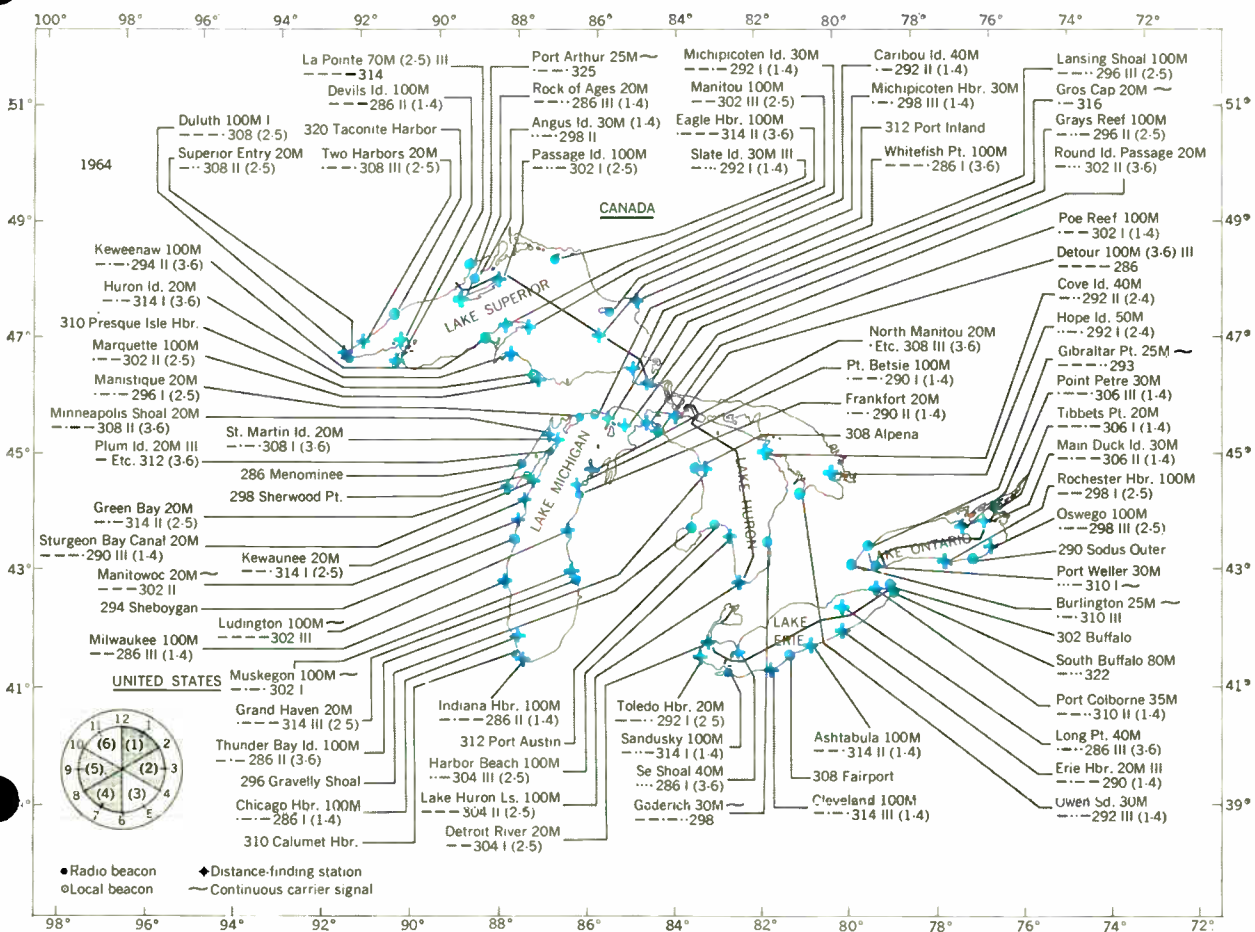 100° 98° 96° 94° 92° 90° 88° 86° 84° 82° 80° 78° 76° 74° 72°
La Pointe 70M (2-5) III
314
Devils Id. 100M
286 II (1-4)
Port Arthur 25M ~
325
Rock of Ages 20M
286 III (1-4)
Michipicoten Id. 30M
292 I (1-4)
Manitou 100M
302 III (2-5)
Caribou Id. 40M
292 II (1-4)
Michipicoten Hbr. 30M
298 III (1-4)
Lansing Shoal 100M
296 III (2-5)
Gros Cap 20M ~
316
51°
51°
Duluth 100M I
308 (2-5)
320 Taconite Harbor
Angus Id. 30M (1-4)
298 II
Eagle Hbr. 100M
314 II (3-6)
312 Port Inland
Grays Reef 100M
296 II (2-5)
1964
Superior Entry 20M
308 II (2-5)
Two Harbors 20M
308 III (2-5)
Passage Id. 100M
302 I (2-5)
Slate Id. 30M III
292 I (1-4)
Whitefish Pt. 100M
286 I (3-6)
Round Id. Passage 20M
302 II (3-6)
CANADA
49°
49°
Poe Reef 100M
302 I (1-4)
Keweenaw 100M
294 II (3-6)
Detour 100M (3-6) III
286
Huron Id. 20M
314 I (3-6)
Cove Id. 40M
292 II (2-4)
LAKE SUPERIOR
310 Presque Isle Hbr.
Hope Id. 50M
292 I (2-4)
47°
47°
North Manitou 20M
Etc. 308 III (3-6)
Marquette 100M
302 II (2-5)
Gibraltar Pt. 25M ~
293
Pt. Betsie 100M
290 I (1-4)
Manistique 20M
296 I (2-5)
Point Petre 30M
306 III (1-4)
Frankfort 20M
290 II (1-4)
Minneapolis Shoal 20M
308 II (3-6)
Tibbets Pt. 20M
306 I (1-4)
St. Martin Id. 20M
308 I (3-6)
308 Alpena
Plum Id. 20M III
Etc. 312 (3-6)
Main Duck Id. 30M
306 II (1-4)
45°
45°
286 Menominee
298 Sherwood Pt.
LAKE MICHIGAN
LAKE HURON
Rochester Hbr. 100M
298 I (2-5)
Green Bay 20M
314 II (2-5)
Oswego 100M
298 III (2-5)
Sturgeon Bay Canal 20M
290 III (1-4)
LAKE ONTARIO
290 Sodus Outer
Kewaunee 20M
314 I (2-5)
Port Weller 30M
310 I ~
43°
43°
Manitowoc 20M ~
302 II
Burlington 25M ~
310 III
294 Sheboygan
302 Buffalo
Ludington 100M ~
302 III
LAKE
ERIE
Milwaukee 100M
286 III (1-4)
South Buffalo 80M
322
Muskegon 100M ~
302 I
UNITED STATES
41°
41°
Grand Haven 20M
314 III (2 5)
Indiana Hbr. 100M
286 II (1-4)
Toledo Hbr. 20M
292 I (2 5)
Port Colborne 35M
310 II (1-4)
12 1 2 3 4 5 6 7 8 9 10 11
(1) (2) (3) (4) (5) (6)
Thunder Bay Id. 100M
286 II (3-6)
312 Port Austin
Sandusky 100M
314 I (1-4)
Ashtabula 100M
314 II (1-4)
Long Pt. 40M
286 III (3-6)
296 Gravelly Shoal
Harbor Beach 100M
304 III (2-5)
Se Shoal 40M
286 I (3-6)
308 Fairport
Erie Hbr. 20M III
290 (1-4)
Chicago Hbr. 100M
286 I (1-4)
Lake Huron Ls. 100M
304 II (2-5)
Goderich 30M ~
298
Cleveland 100M
314 III (1-4)
Owen Sd. 30M
292 III (1-4)
39°
39°
310 Calumet Hbr.
Detroit River 20M
304 I (2-5)
Radio beacon
Distance-finding station
Local beacon
Continuous carrier signal
98° 96° 94° 92° 90° 88° 86° 84° 82° 80° 78° 76° 74° 72°